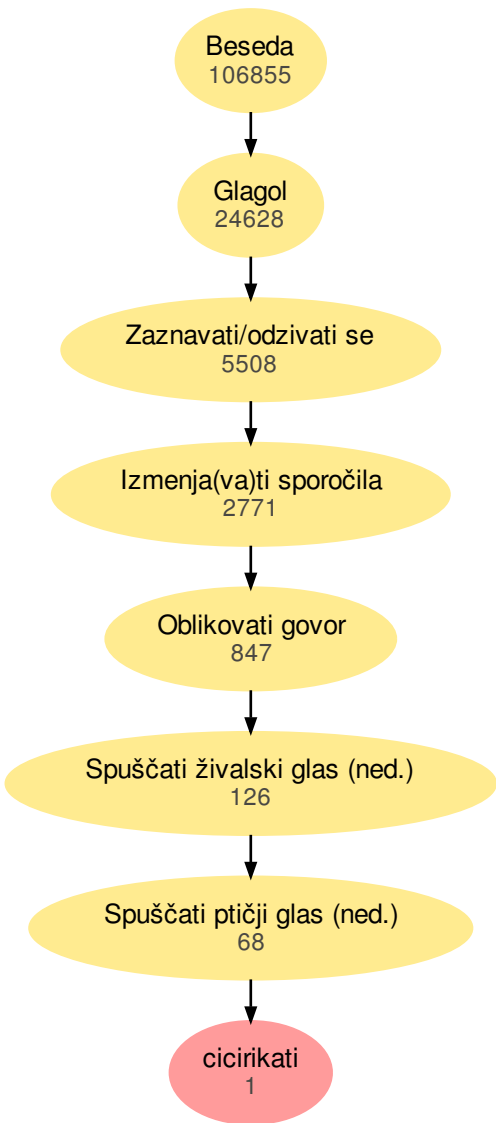 Beseda
106855
Glagol
24628
Zaznavati/odzivati se
5508
Izmenja(va)ti sporočila
2771
Oblikovati govor
847
Spuščati živalski glas (ned.)
126
Spuščati ptičji glas (ned.)
68
cicirikati
1